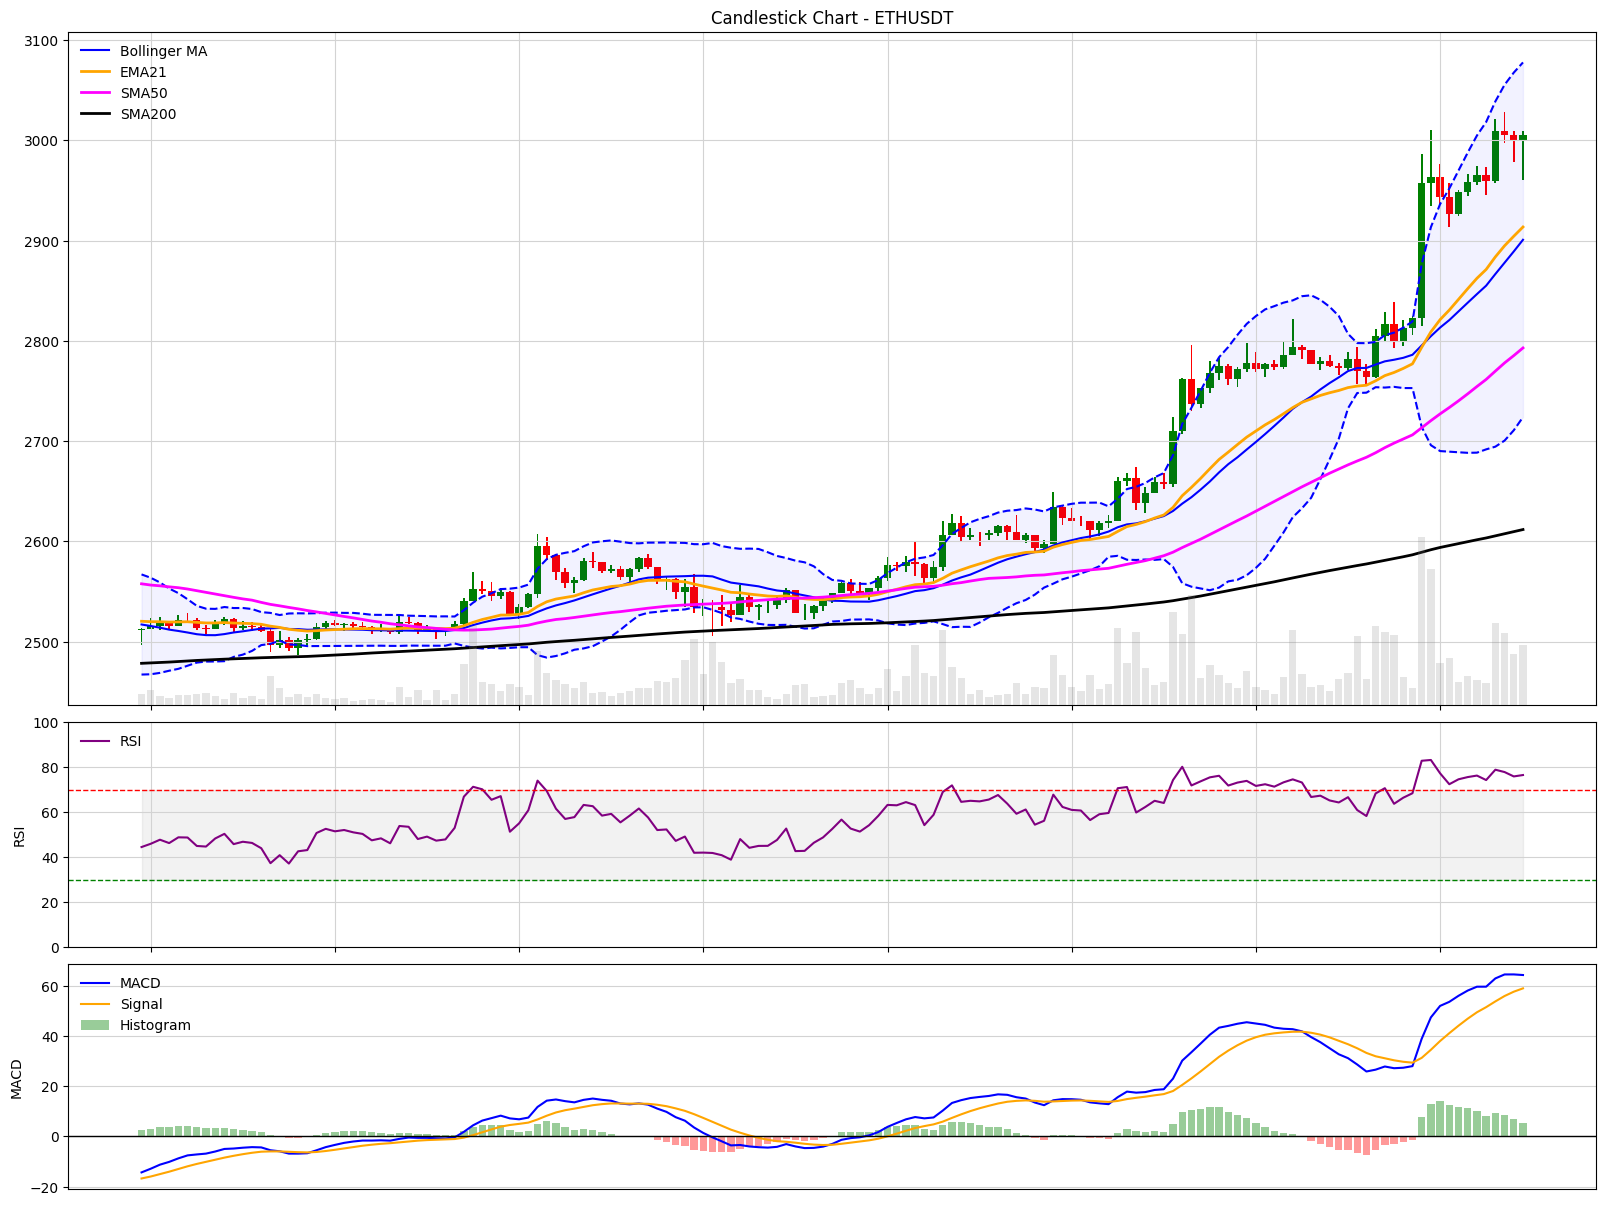 Candlestick Chart - ETHUSDT
3100
3000
2900
2800
2700
2600
2500
Bollinger MA
EMA21
SMA50
SMA200
100
80
60
40
20
0
RSI
RSI
60
40
20
0
−20
MACD
MACD
Signal
Histogram